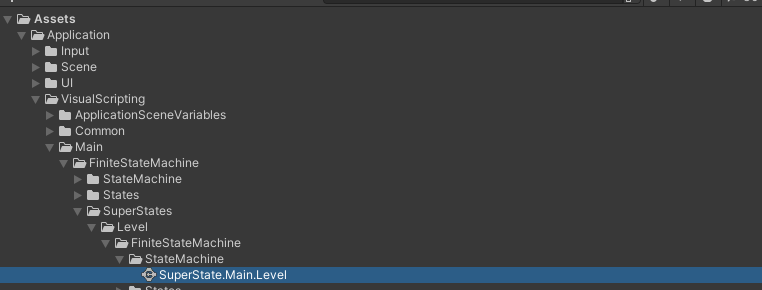 Assets
Application
Input
Scene
UI
VisualScripting
ApplicationSceneVariables
Common
Main
FiniteStateMachine
StateMachine
States
SuperStates
Level
FiniteStateMachine
StateMachine
SuperState.Main.Level
States